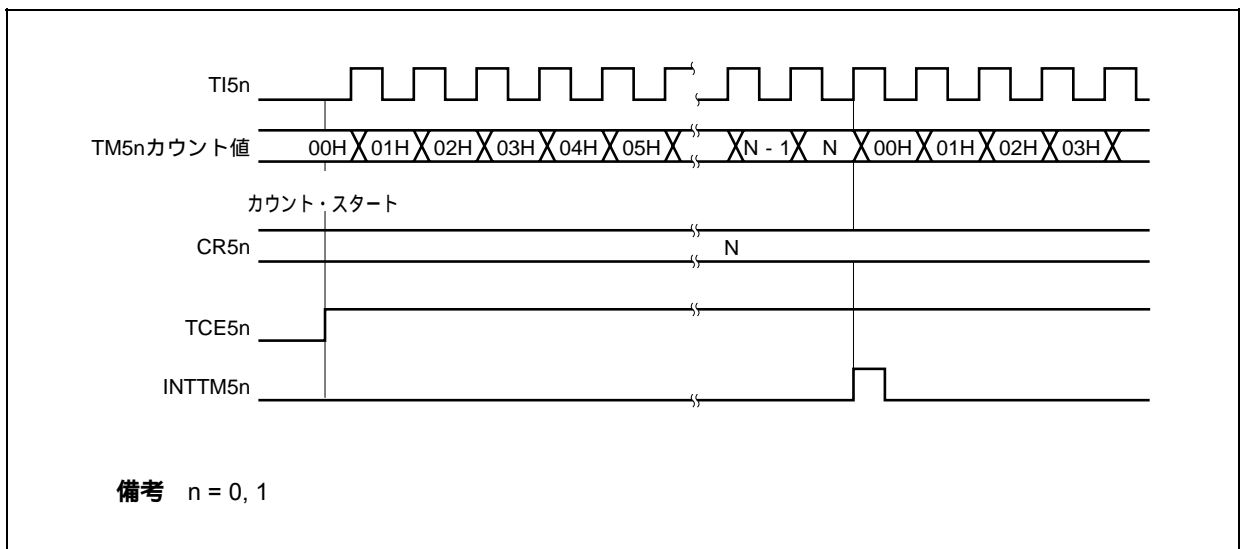 TI5n
TM5nカウント値 00H 01H 02H 03H 04H 05H N - 1 N 00H 01H 02H 03H
カウント・スタート
CR5n N
TCE5n
INTTM5n
備考 n = 0, 1